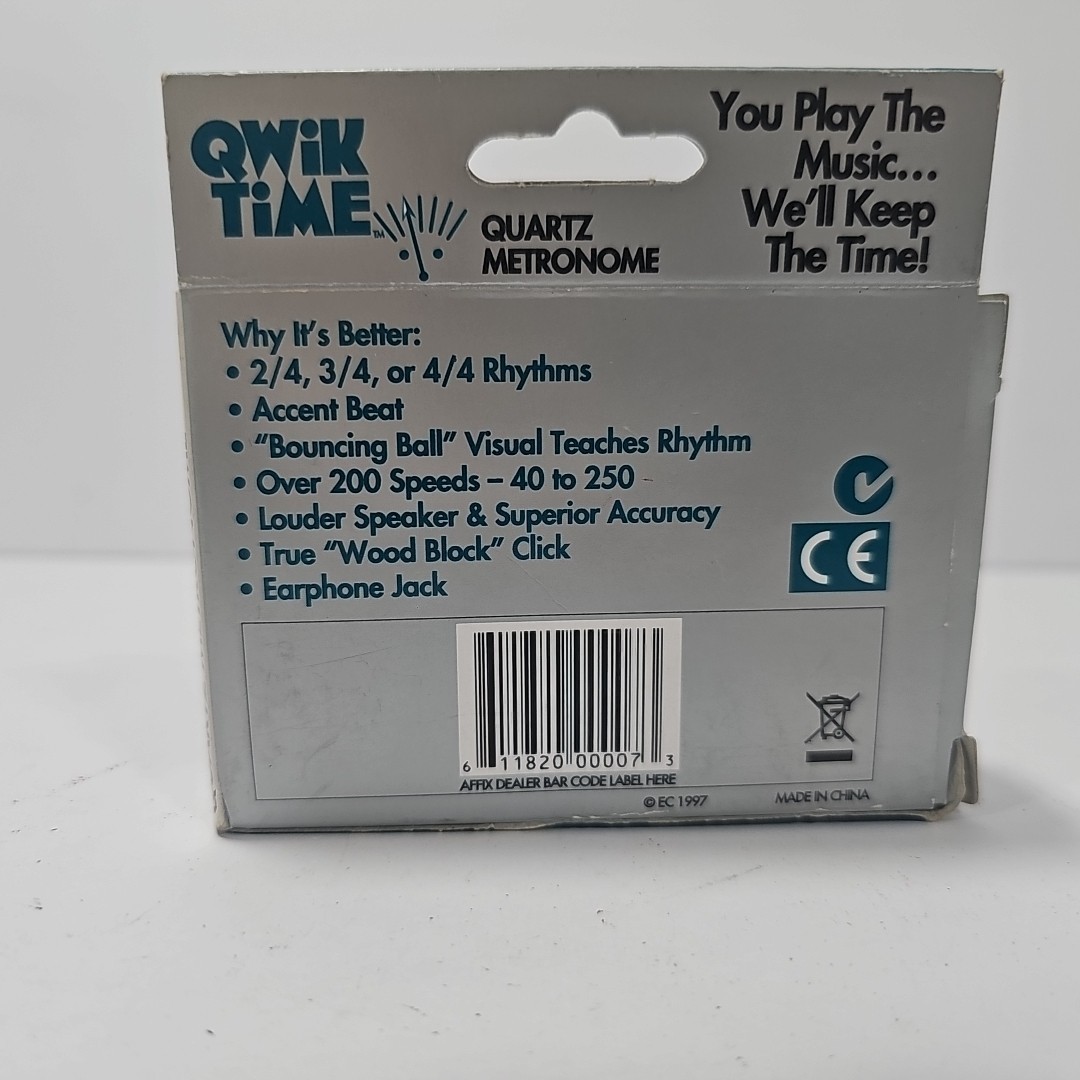 QWiK
TiME™
QUARTZ
METRONOME
You Play The
Music...
We'll Keep
The Time!
Why It's Better:
• 2/4, 3/4, or 4/4 Rhythms
• Accent Beat
• "Bouncing Ball" Visual Teaches Rhythm
• Over 200 Speeds – 40 to 250
• Louder Speaker & Superior Accuracy
• True "Wood Block" Click
• Earphone Jack
CE
6 11820 00007 3
AFFIX DEALER BAR CODE LABEL HERE
© EC 1997
MADE IN CHINA